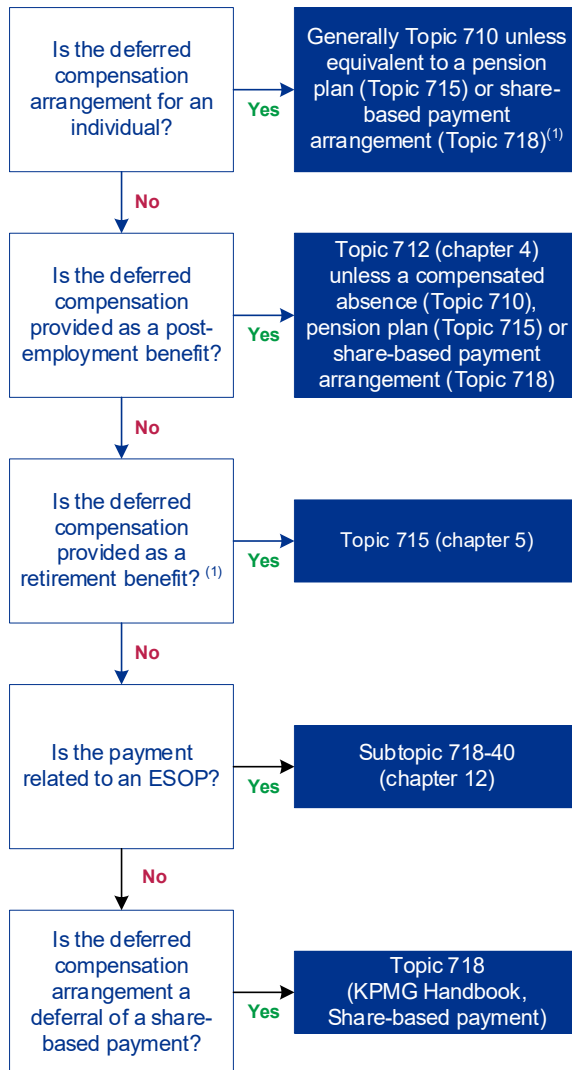 Is the deferred
compensation
arrangement for an
individual?
Yes
Generally Topic 710 unless
equivalent to a pension
plan (Topic 715) or share-
based payment
arrangement (Topic 718)(1)
No
Is the deferred
compensation
provided as a post-
employment benefit?
Yes
Topic 712 (chapter 4)
unless a compensated
absence (Topic 710),
pension plan (Topic 715) or
share-based payment
arrangement (Topic 718)
No
Is the deferred
compensation
provided as a
retirement benefit? (1)
Yes
Topic 715 (chapter 5)
No
Is the payment
related to an ESOP?
Yes
Subtopic 718-40
(chapter 12)
No
Is the deferred
compensation
arrangement a
deferral of a share-
based payment?
Yes
Topic 718
(KPMG Handbook,
Share-based payment)